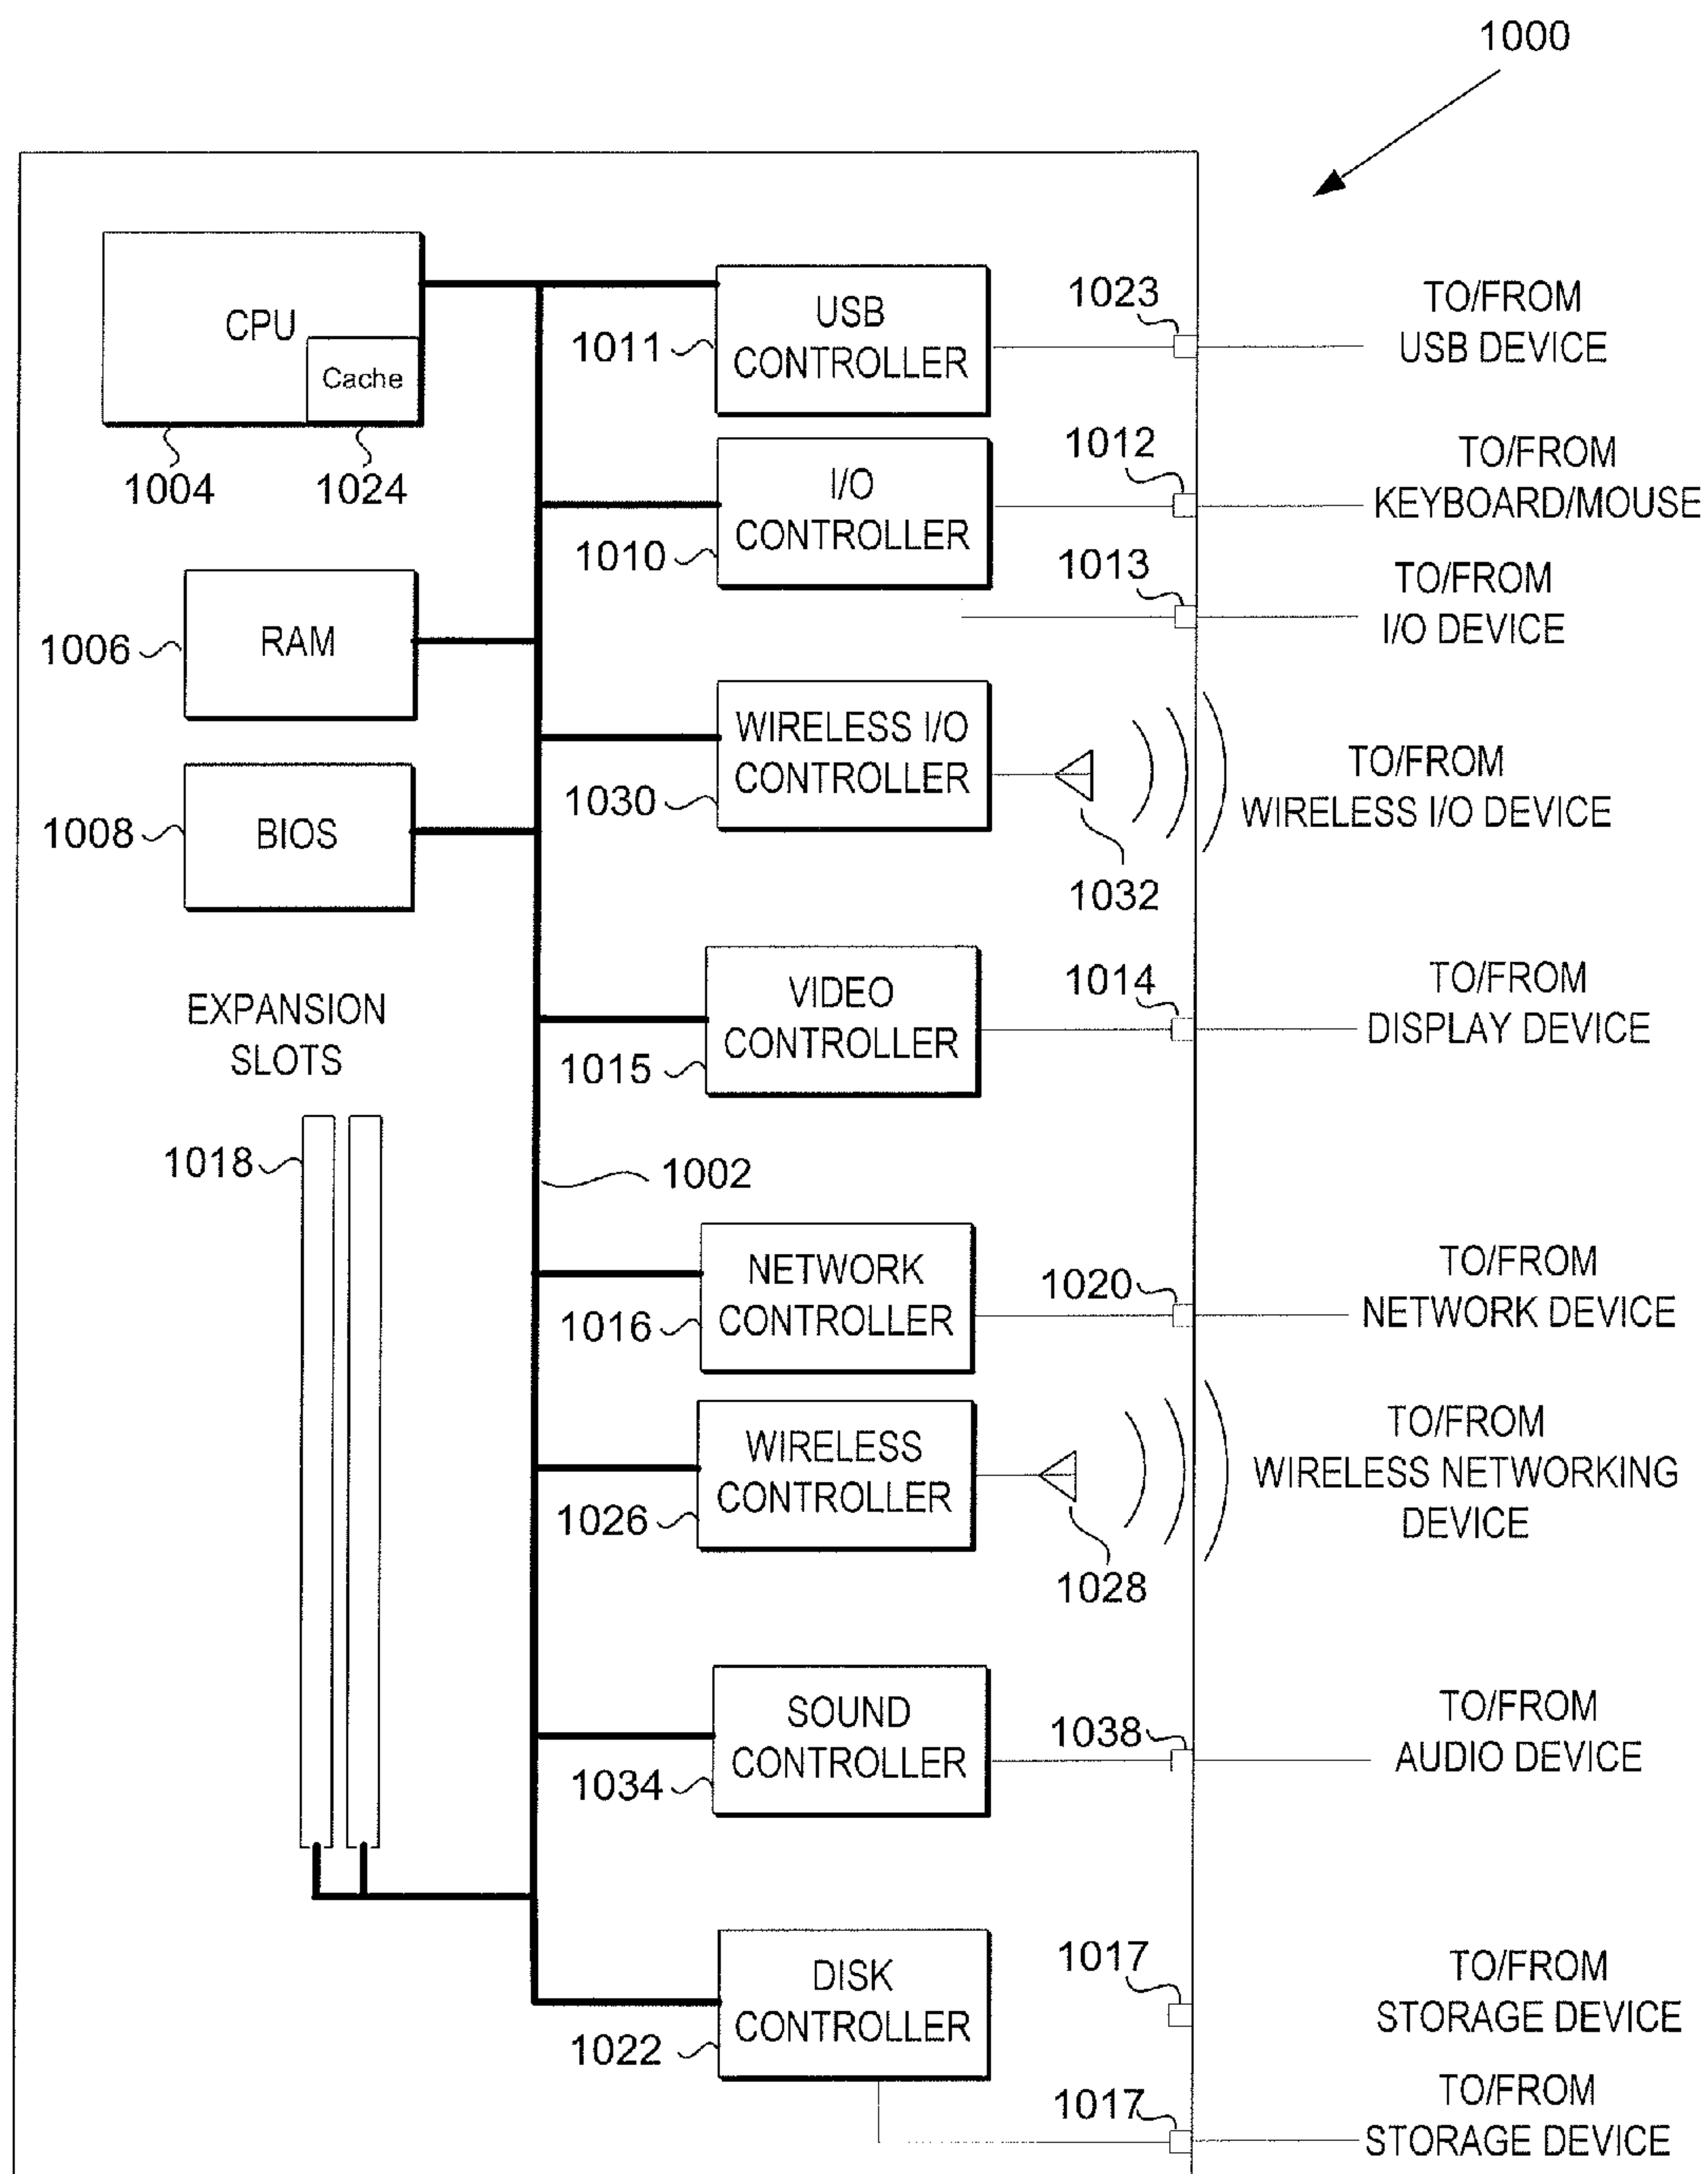 1000
CPU
Cache
1004
1024
USB
CONTROLLER
1011
1023
TO/FROM
USB DEVICE
I/O
CONTROLLER
1010
1012
TO/FROM
KEYBOARD/MOUSE
1013
TO/FROM
I/O DEVICE
RAM
1006
WIRELESS I/O
CONTROLLER
1030
1032
TO/FROM
WIRELESS I/O DEVICE
BIOS
1008
VIDEO
CONTROLLER
1015
1014
TO/FROM
DISPLAY DEVICE
EXPANSION
SLOTS
1018
1002
NETWORK
CONTROLLER
1016
1020
TO/FROM
NETWORK DEVICE
WIRELESS
CONTROLLER
1026
1028
TO/FROM
WIRELESS NETWORKING
DEVICE
SOUND
CONTROLLER
1034
1038
TO/FROM
AUDIO DEVICE
DISK
CONTROLLER
1022
1017
TO/FROM
STORAGE DEVICE
1017
TO/FROM
STORAGE DEVICE